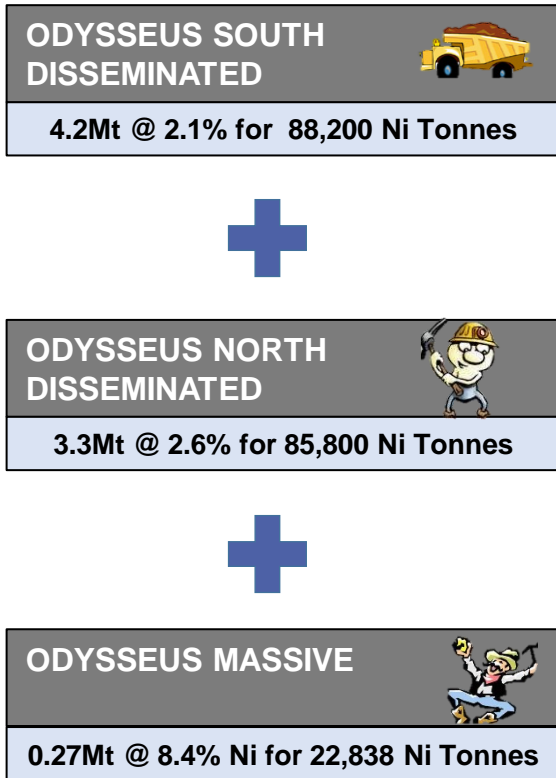 ODYSSEUS SOUTH
DISSEMINATED
4.2Mt @ 2.1% for 88,200 Ni Tonnes
ODYSSEUS NORTH
DISSEMINATED
3.3Mt @ 2.6% for 85,800 Ni Tonnes
ODYSSEUS MASSIVE
0.27Mt @ 8.4% Ni for 22,838 Ni Tonnes